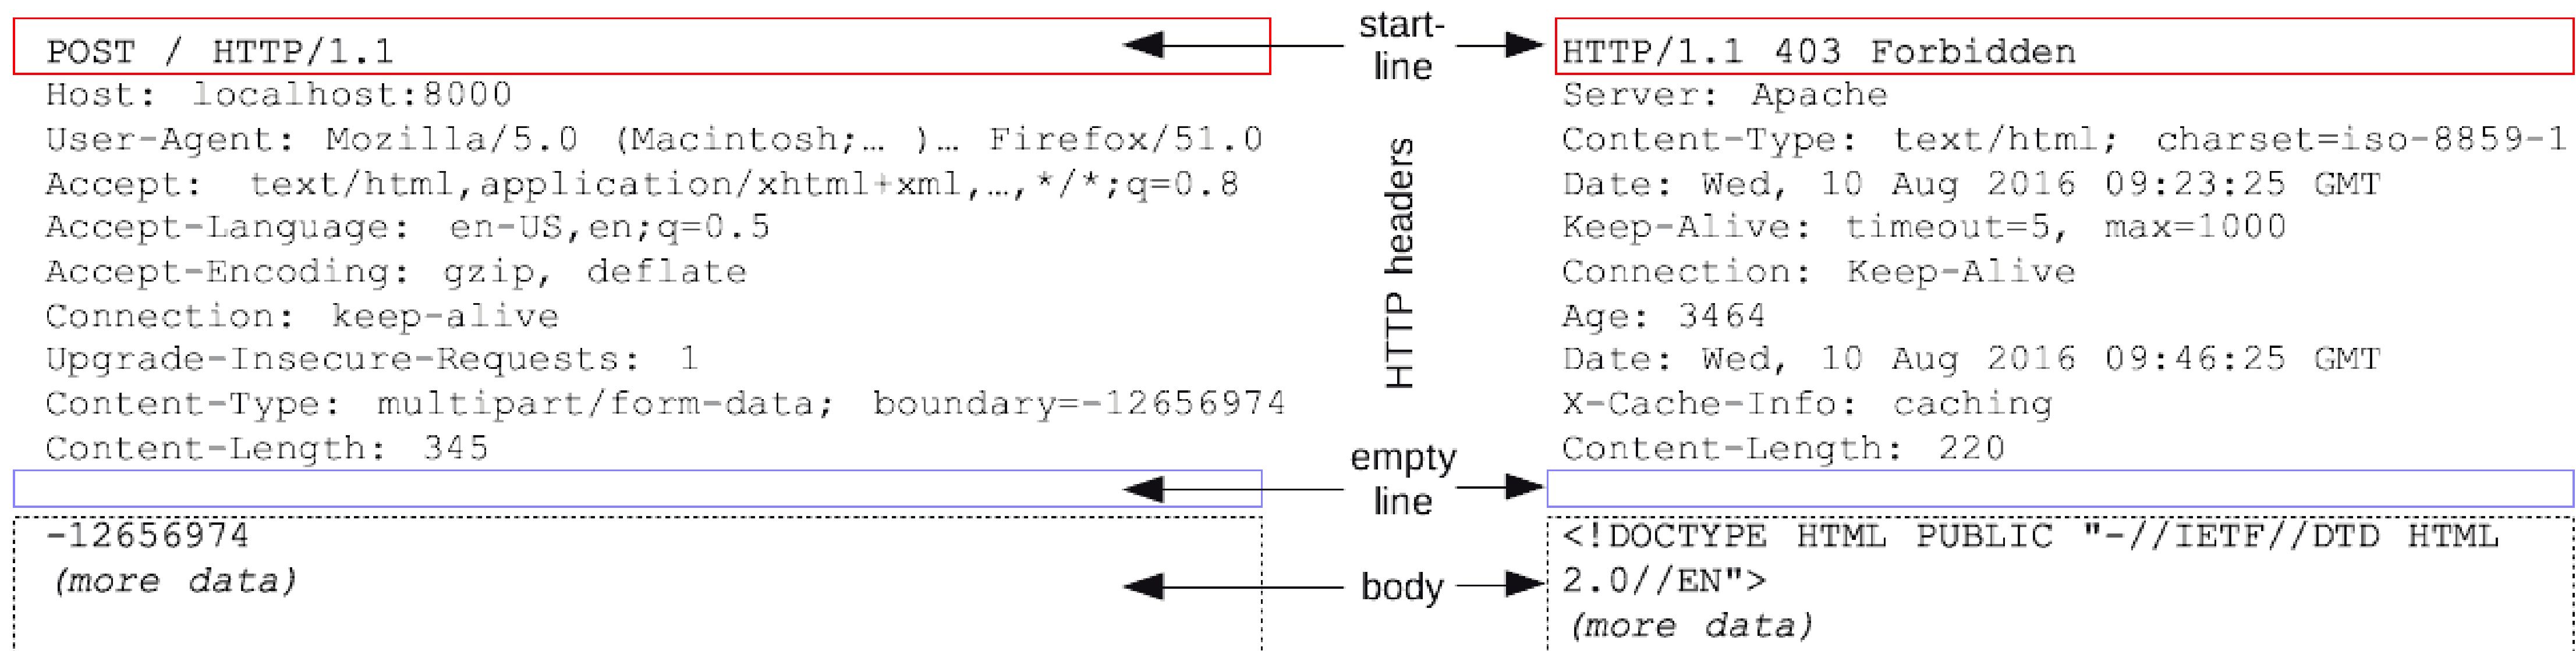 POST / HTTP/1.1
Host: localhost:8000
User-Agent: Mozilla/5.0 (Macintosh;… )… Firefox/51.0
Accept: text/html,application/xhtml+xml,…,*/*;q=0.8
Accept-Language: en-US,en;q=0.5
Accept-Encoding: gzip, deflate
Connection: keep-alive
Upgrade-Insecure-Requests: 1
Content-Type: multipart/form-data; boundary=-12656974
Content-Length: 345
-12656974
(more data)
start-
line
HTTP headers
empty
line
body
HTTP/1.1 403 Forbidden
Server: Apache
Content-Type: text/html; charset=iso-8859-1
Date: Wed, 10 Aug 2016 09:23:25 GMT
Keep-Alive: timeout=5, max=1000
Connection: Keep-Alive
Age: 3464
Date: Wed, 10 Aug 2016 09:46:25 GMT
X-Cache-Info: caching
Content-Length: 220
<!DOCTYPE HTML PUBLIC "-//IETF//DTD HTML
2.0//EN">
(more data)